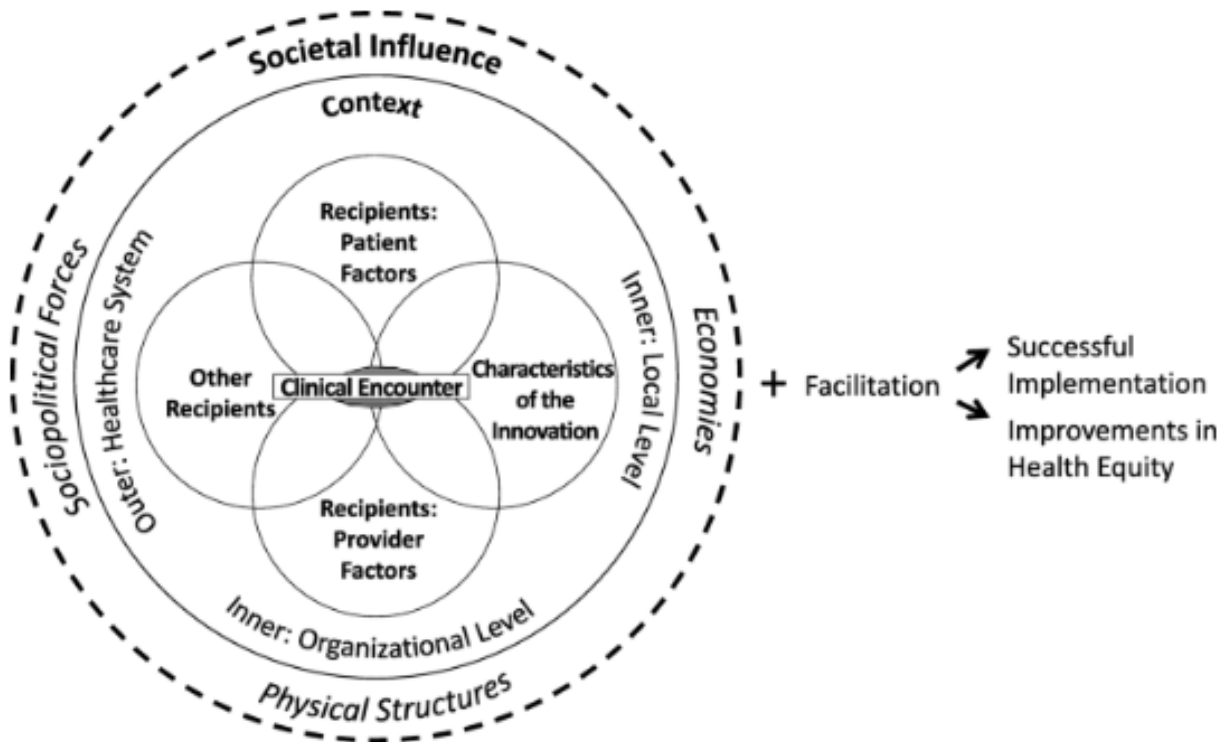 Societal Influence
Context
Recipients:
Patient
Factors
Sociopolitical Forces
Outer: Healthcare System
Other
Recipients
Clinical Encounter
Characteristics
of the
Innovation
Inner: Local Level
Economies
Recipients:
Provider
Factors
Inner: Organizational Level
Physical Structures
+ Facilitation
Successful
Implementation
Improvements in
Health Equity